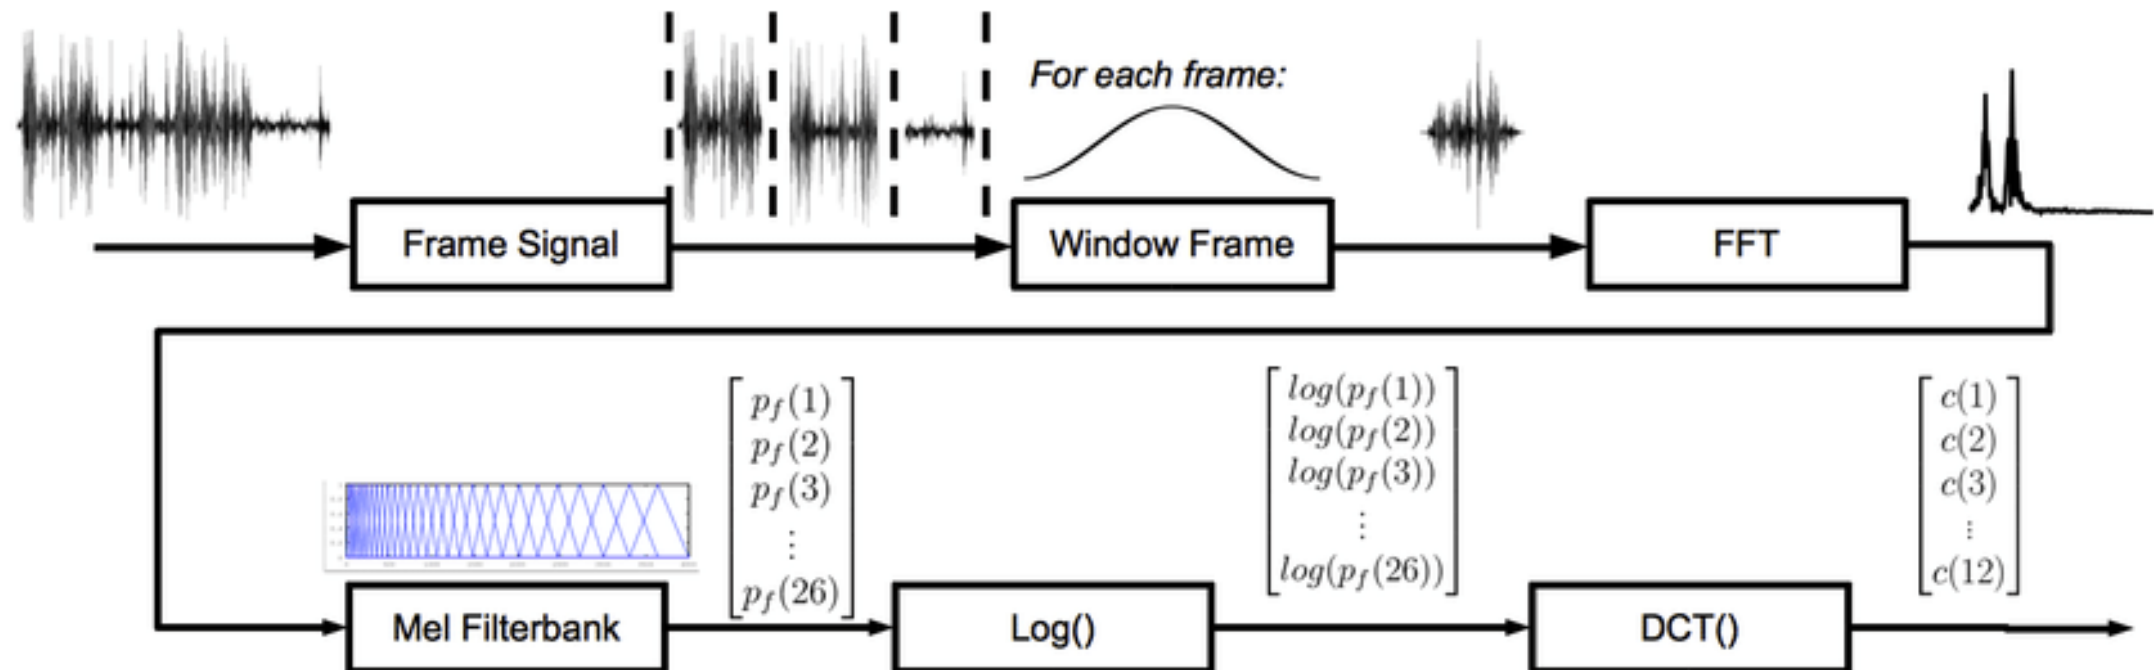 For each frame:
Frame Signal
Window Frame
FFT
p_f(1)
p_f(2)
p_f(3)
⋮
p_f(26)
log(p_f(1))
log(p_f(2))
log(p_f(3))
⋮
log(p_f(26))
c(1)
c(2)
c(3)
⋮
c(12)
Mel Filterbank
Log()
DCT()